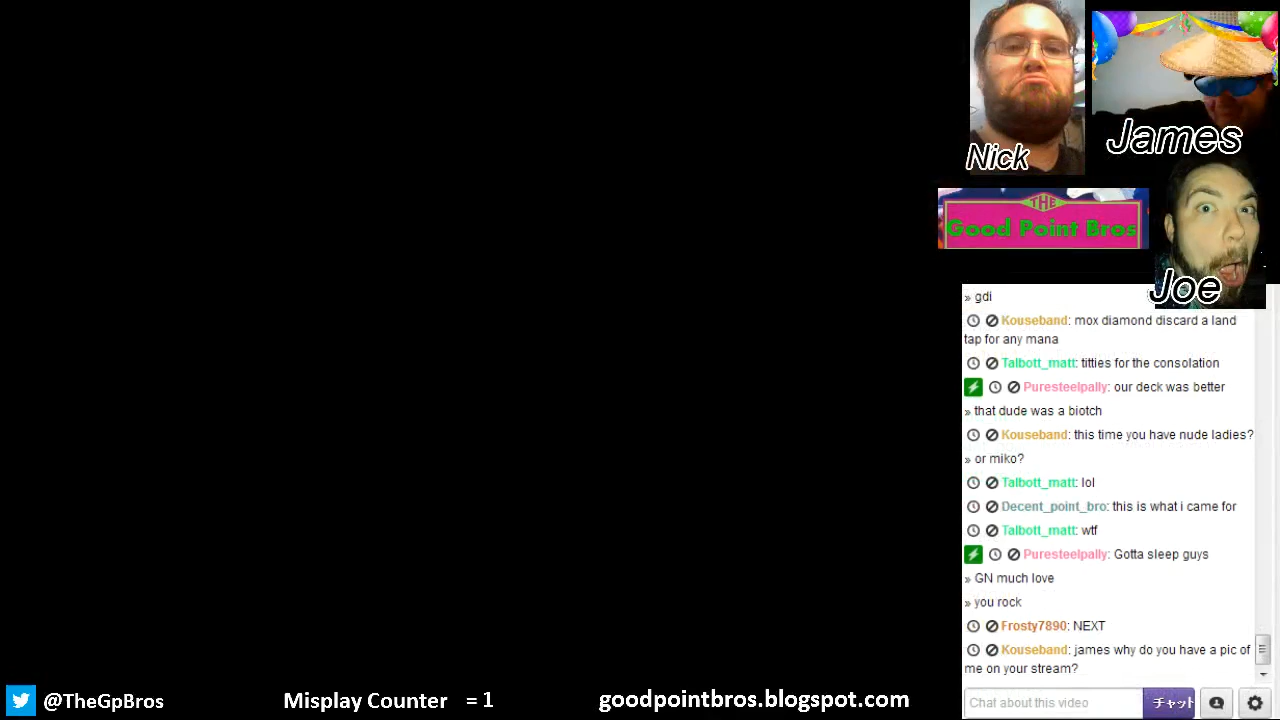 Nick
James
THE
Good Point Bros
Joe
» gdi
Kouseband: mox diamond discard a land
tap for any mana
Talbott_matt: titties for the consolation
Puresteelpally: our deck was better
» that dude was a biotch
Kouseband: this time you have nude ladies?
» or miko?
Talbott_matt: lol
Decent_point_bro: this is what i came for
Talbott_matt: wtf
Puresteelpally: Gotta sleep guys
» GN much love
» you rock
Frosty7890: NEXT
Kouseband: james why do you have a pic of
me on your stream?
Chat about this video
チャット
@TheGpBros
Misplay Counter = 1
goodpointbros.blogspot.com